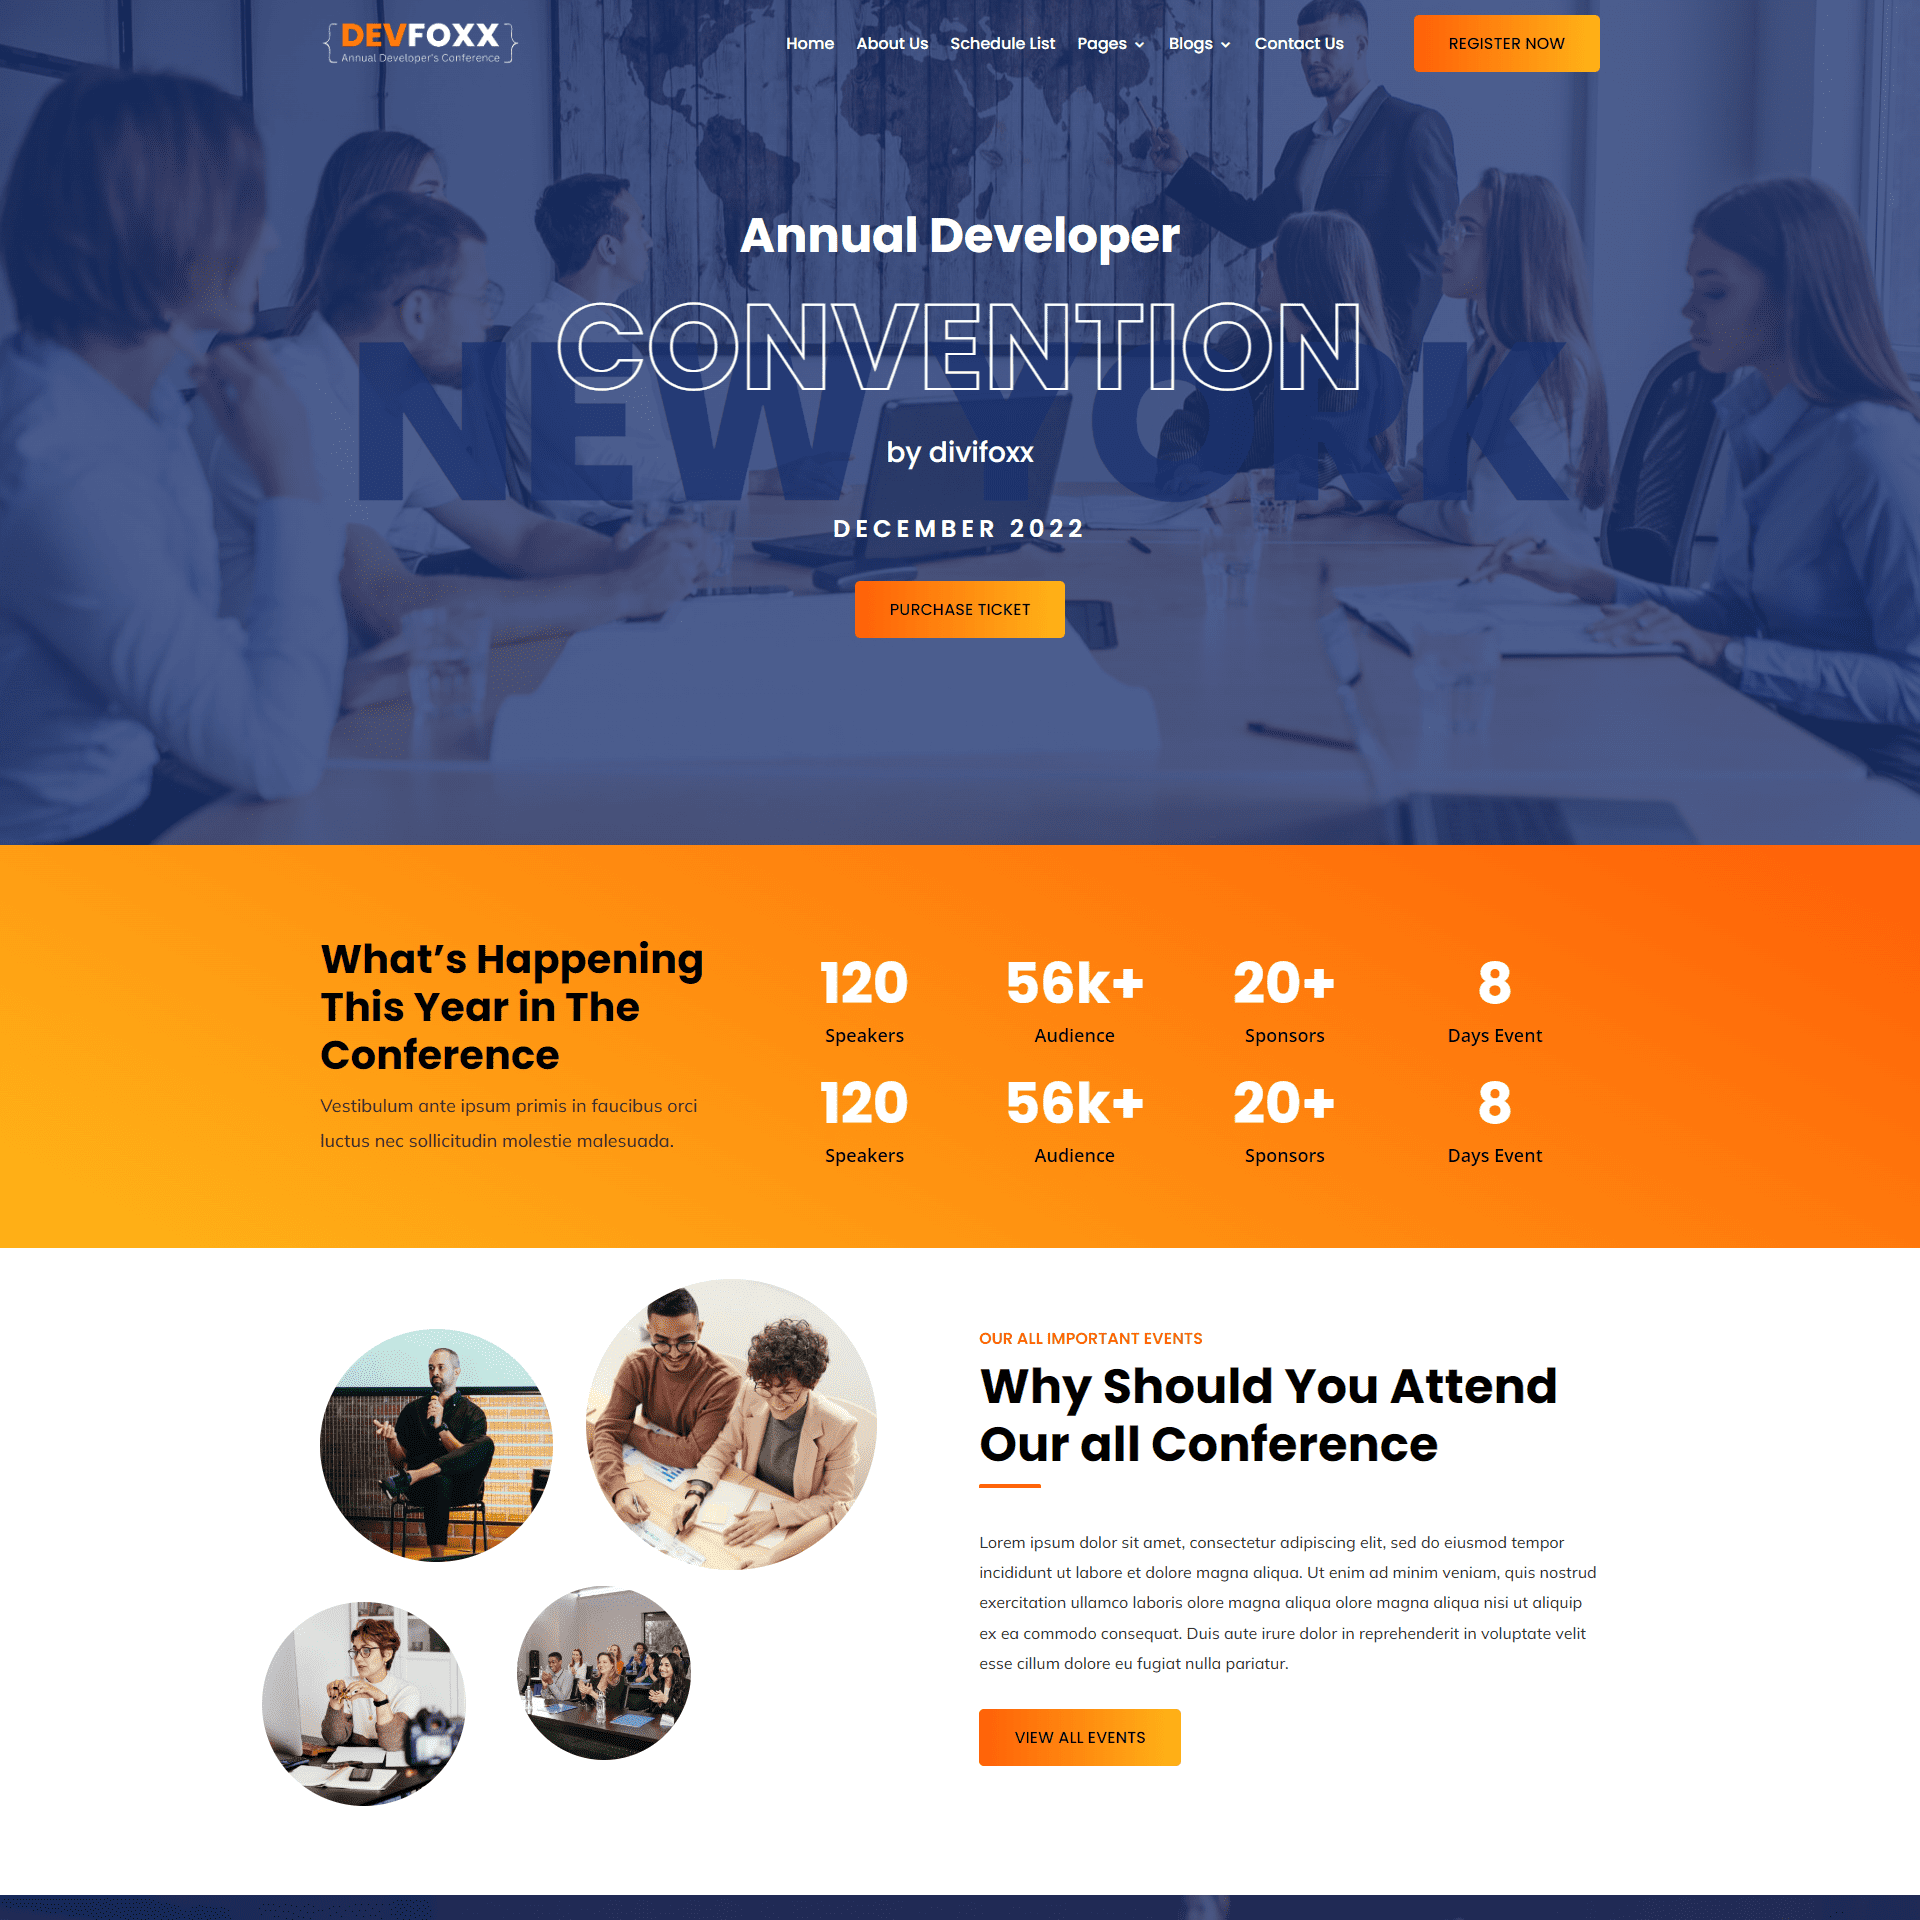 {DEVFOXX}
Annual Developer's Conference
Home About Us Schedule List Pages Blogs Contact Us
REGISTER NOW
Annual Developer
CONVENTION
NEW YORK
by divifoxx
DECEMBER 2022
PURCHASE TICKET
What's Happening
This Year in The
Conference
Vestibulum ante ipsum primis in faucibus orci
luctus nec sollicitudin molestie malesuada.
120 56k+ 20+ 8
Speakers Audience Sponsors Days Event
120 56k+ 20+ 8
Speakers Audience Sponsors Days Event
OUR ALL IMPORTANT EVENTS
Why Should You Attend
Our all Conference
Lorem ipsum dolor sit amet, consectetur adipiscing elit, sed do eiusmod tempor
incididunt ut labore et dolore magna aliqua. Ut enim ad minim veniam, quis nostrud
exercitation ullamco laboris olore magna aliqua olore magna aliqua nisi ut aliquip
ex ea commodo consequat. Duis aute irure dolor in reprehenderit in voluptate velit
esse cillum dolore eu fugiat nulla pariatur.
VIEW ALL EVENTS